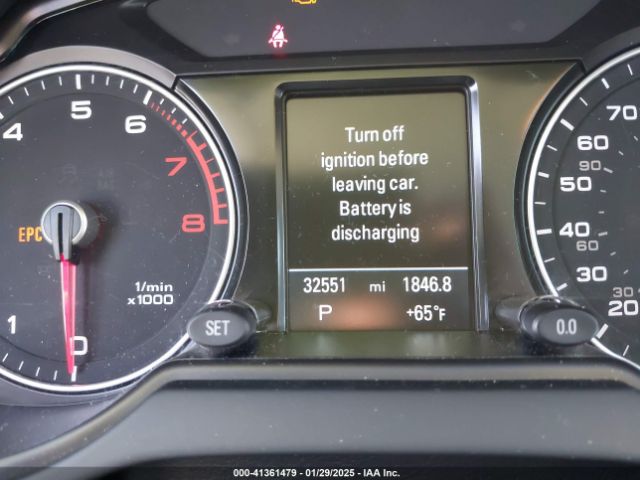 4 5 6 7 8
EPC
1/min
x1000
1 0
Turn off
ignition before
leaving car.
Battery is
discharging
32551 mi 1846.8
P +65°F
SET
0.0
70
60 90
50
40 60
30
20 30
000-41361479 | 01/29/2025 | IAA Inc.